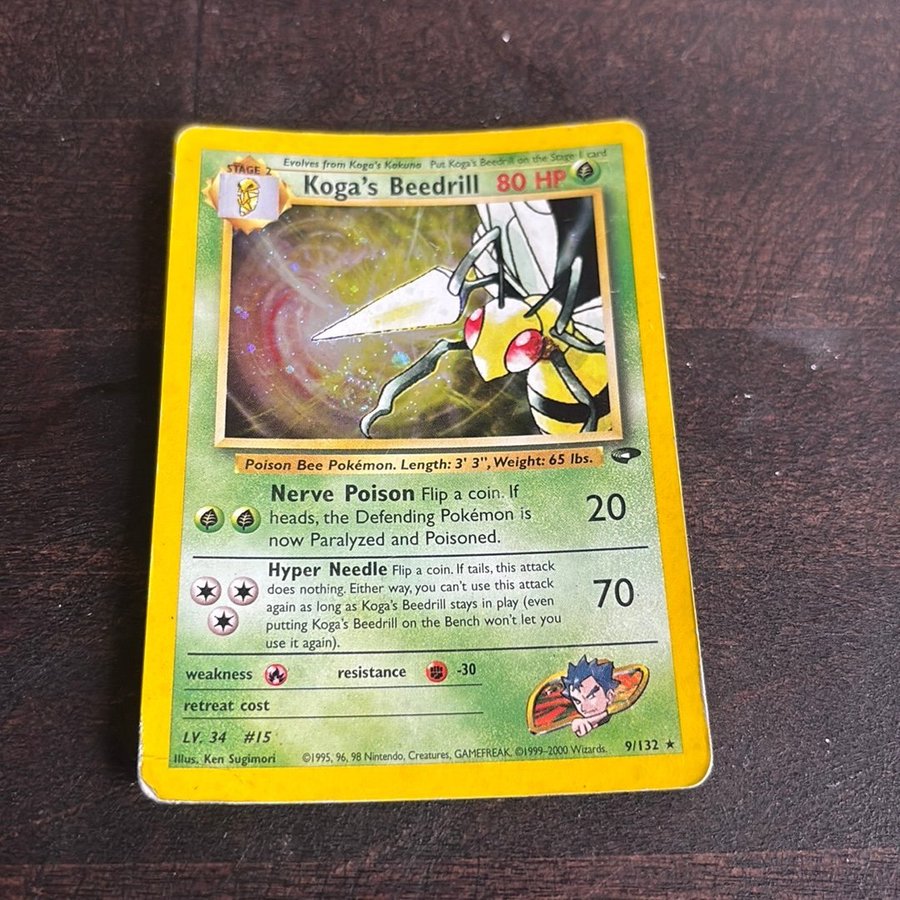 Evolves from Koga's Kakuna Put Koga's Beedrill on the Stage 1 card
STAGE 2
Koga's Beedrill 80 HP
Poison Bee Pokémon. Length: 3' 3", Weight: 65 lbs.
Nerve Poison Flip a coin. If
heads, the Defending Pokémon is
now Paralyzed and Poisoned.
20
Hyper Needle Flip a coin. If tails, this attack
does nothing. Either way, you can't use this attack
again as long as Koga's Beedrill stays in play (even
putting Koga's Beedrill on the Bench won't let you
use it again).
70
weakness resistance -30
retreat cost
LV. 34 #15
Illus. Ken Sugimori ©1995, 96, 98 Nintendo, Creatures, GAMEFREAK. ©1999–2000 Wizards. 9/132 ★